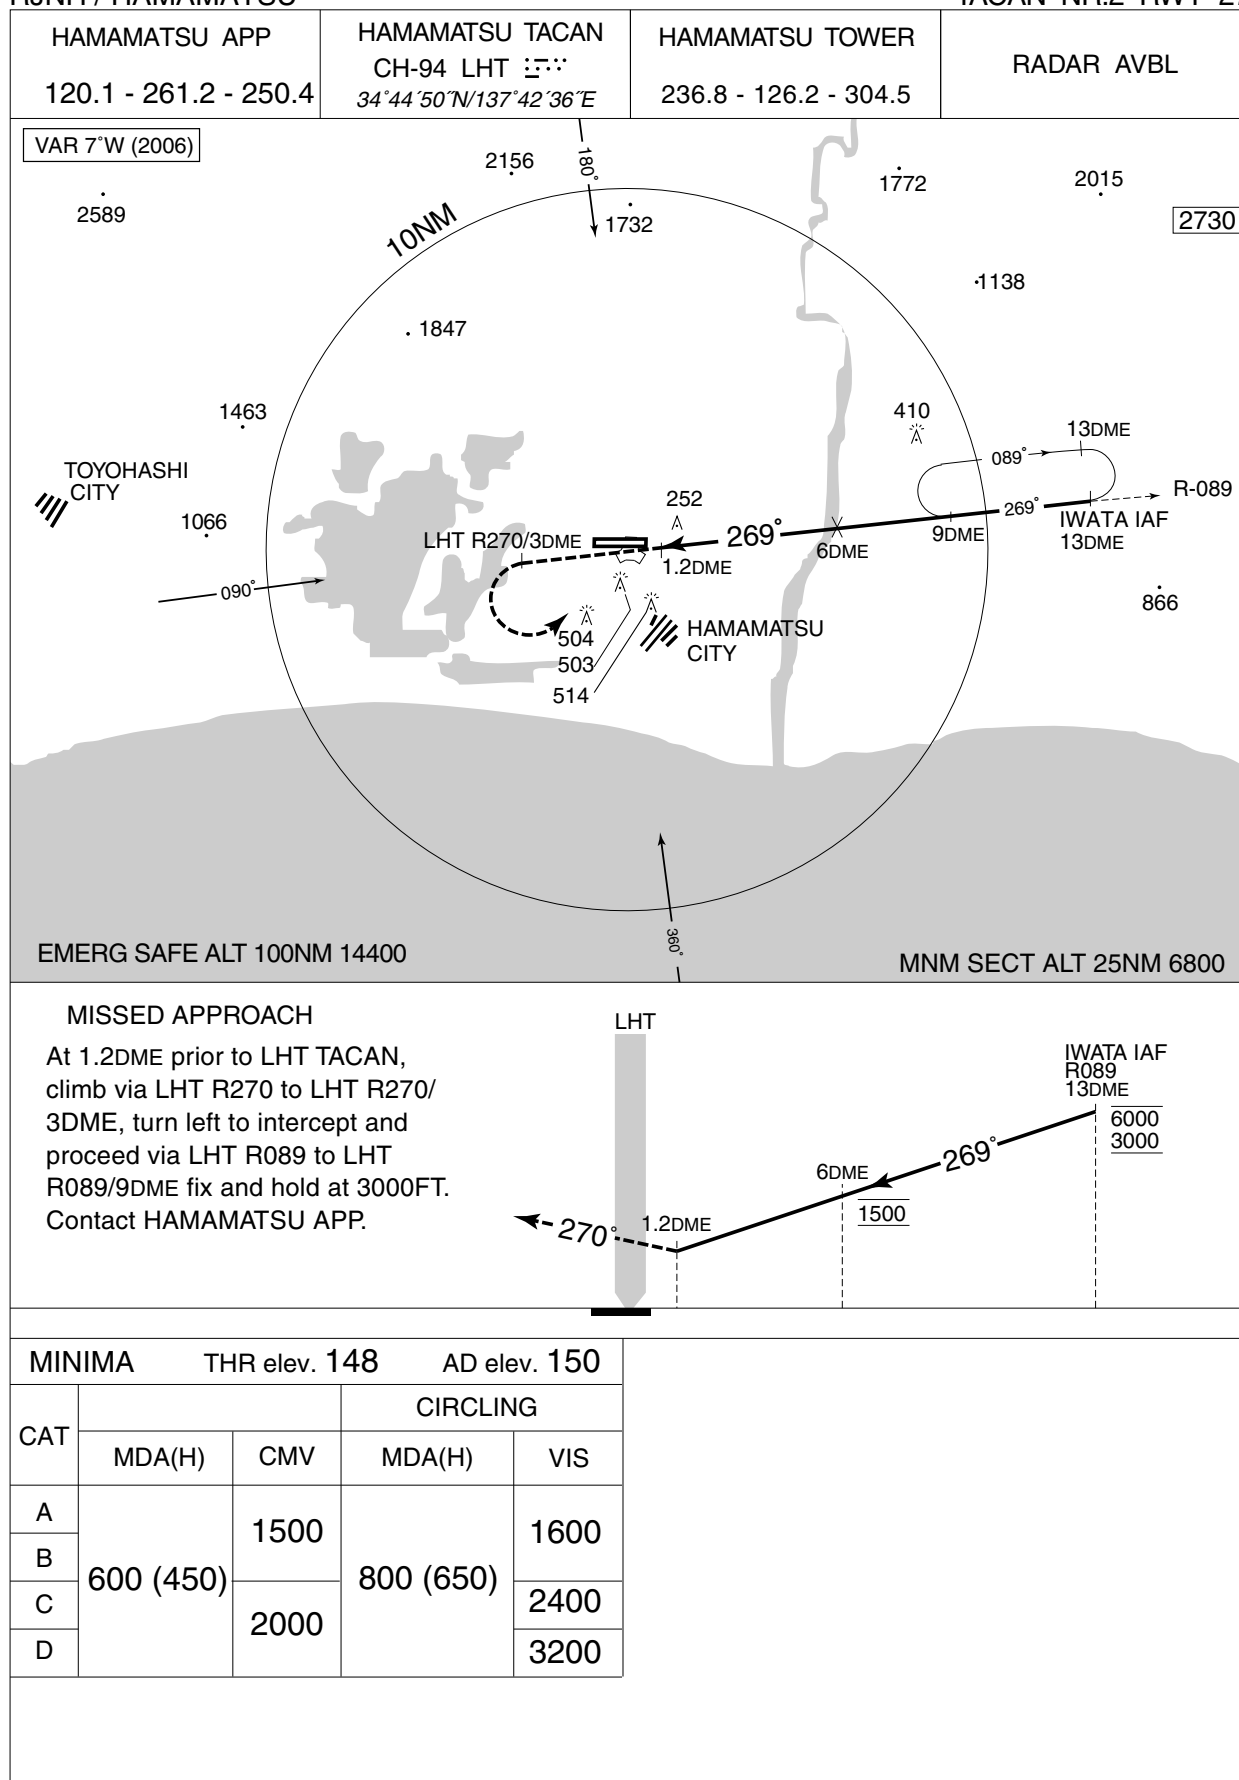 HAMAMATSU APP
120.1 - 261.2 - 250.4
HAMAMATSU TACAN
CH-94 LHT
34°44´50˝N/137°42´36˝E
HAMAMATSU TOWER
236.8 - 126.2 - 304.5
RADAR AVBL
VAR 7°W (2006)
2589
2156
180°
1732
1772
2015
2730
10NM
1138
1847
1463
410
13DME
089°
TOYOHASHI
CITY
R-089
252
269°
1066
LHT R270/3DME
269°
IWATA IAF
13DME
9DME
6DME
1.2DME
090°
866
HAMAMATSU
CITY
504
503
514
360°
EMERG SAFE ALT 100NM 14400
MNM SECT ALT 25NM 6800
MISSED APPROACH
At 1.2DME prior to LHT TACAN,
climb via LHT R270 to LHT R270/
3DME, turn left to intercept and
proceed via LHT R089 to LHT
R089/9DME fix and hold at 3000FT.
Contact HAMAMATSU APP.
LHT
IWATA IAF
R089
13DME
6000
3000
269°
6DME
1500
1.2DME
270°
MINIMA THR elev. 148 AD elev. 150
CIRCLING
CAT
MDA(H) CMV MDA(H) VIS
A
1500 1600
B
600 (450) 800 (650)
C
2400
2000
D
3200